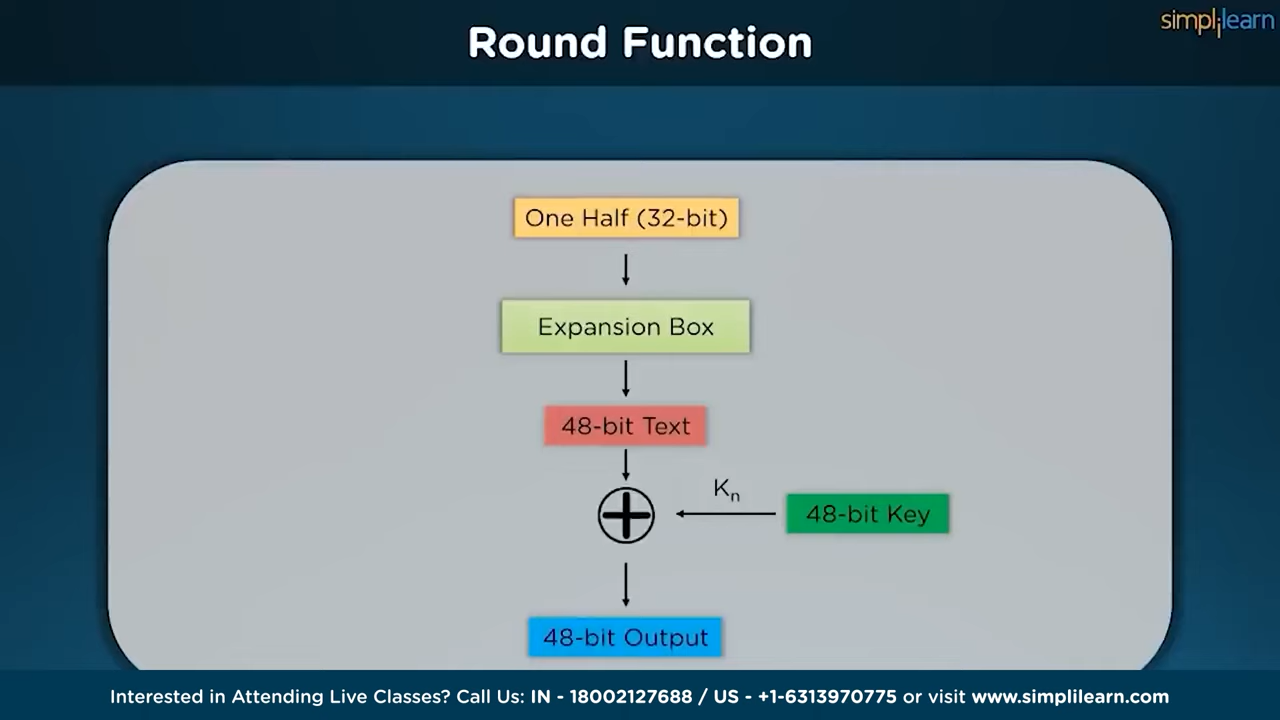 simplilearn
Round Function
One Half (32-bit)
Expansion Box
48-bit Text
Kn
48-bit Key
48-bit Output
Interested in Attending Live Classes? Call Us: IN - 18002127688 / US - +1-6313970775 or visit www.simplilearn.com